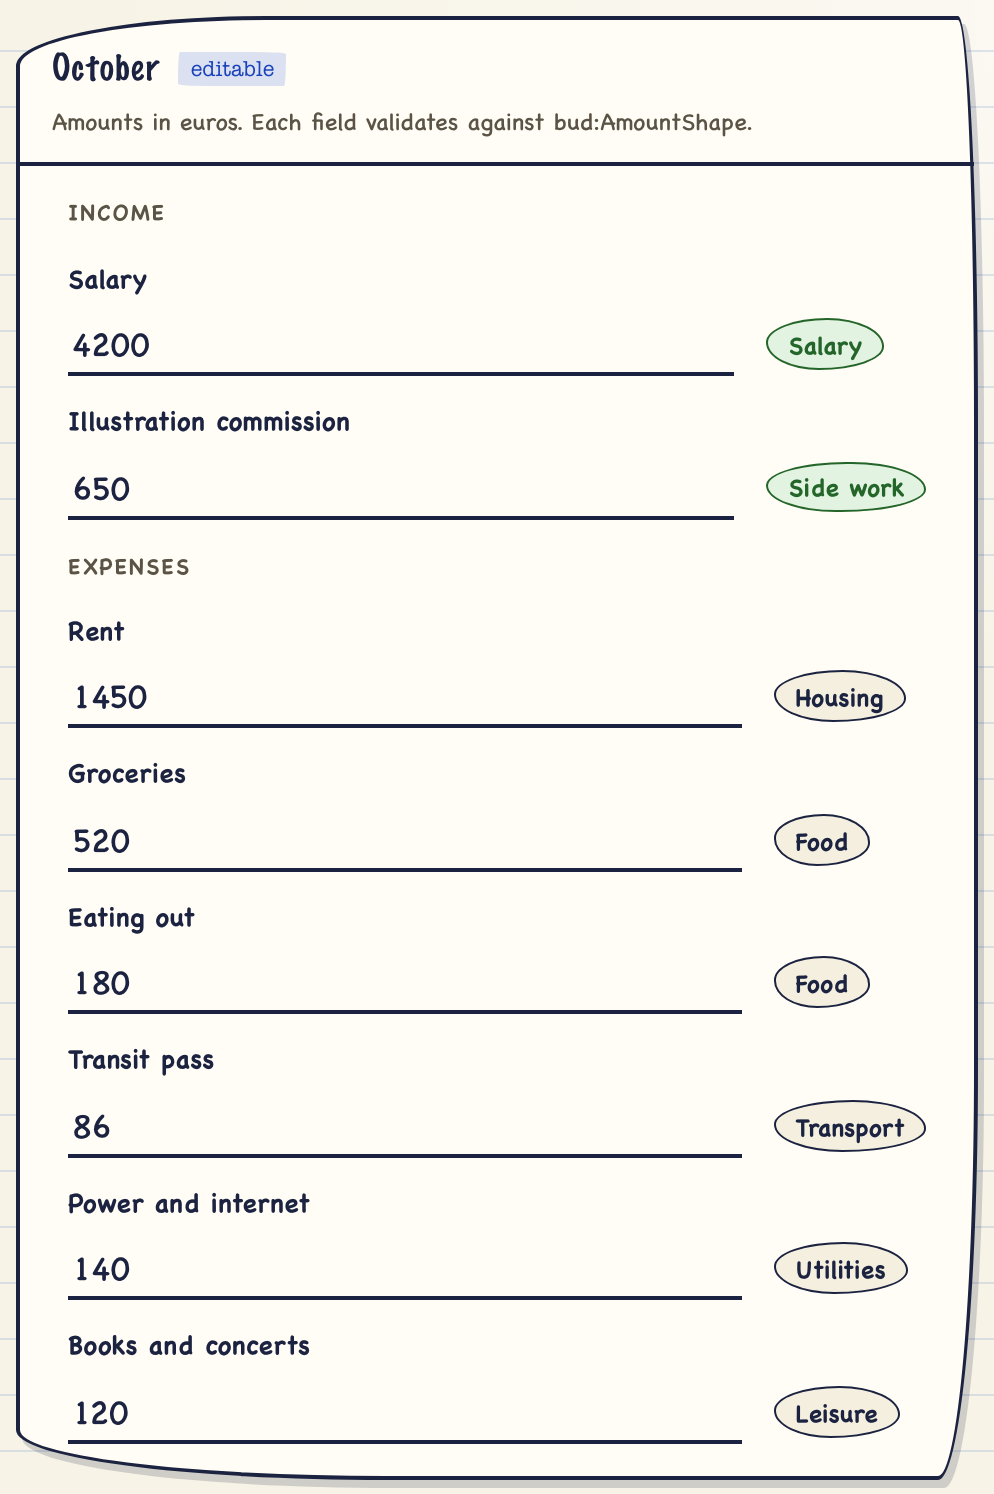 October editable
Amounts in euros. Each field validates against bud:AmountShape.
INCOME
Salary
4200 Salary
Illustration commission
650 Side work
EXPENSES
Rent
1450 Housing
Groceries
520 Food
Eating out
180 Food
Transit pass
86 Transport
Power and internet
140 Utilities
Books and concerts
120 Leisure